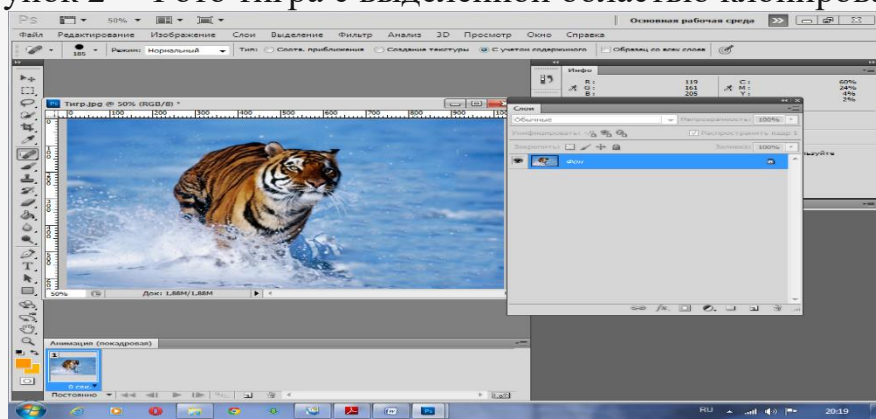 Фото тигра с выделенной областью
Ps 50%
Основная рабочая среда
Файл Редактирование Изображение Слои Выделение Фильтр Анализ 3D Просмотр Окно Справка
185 Режим: Нормальный Тип: Соотв. приближения Создание текстуры С учетом содержимого Образец со всех слоев
Инфо
R: 119 C: 60%
G: 161 M: 24%
B: 205 Y: 4%
2%
Тигр.jpg @ 50% (RGB/8) *
0 100 200 300 400 500 600 700 800 900
Слои
Обычные Непрозрачность: 100%
Унифицировать: Распространить кадр 1
Закрепить: Заливка: 100%
Фон
50% Док: 1,88M/1,88M
Анимация (покадровая)
1
0 сек.
Постоянно
RU 20:19